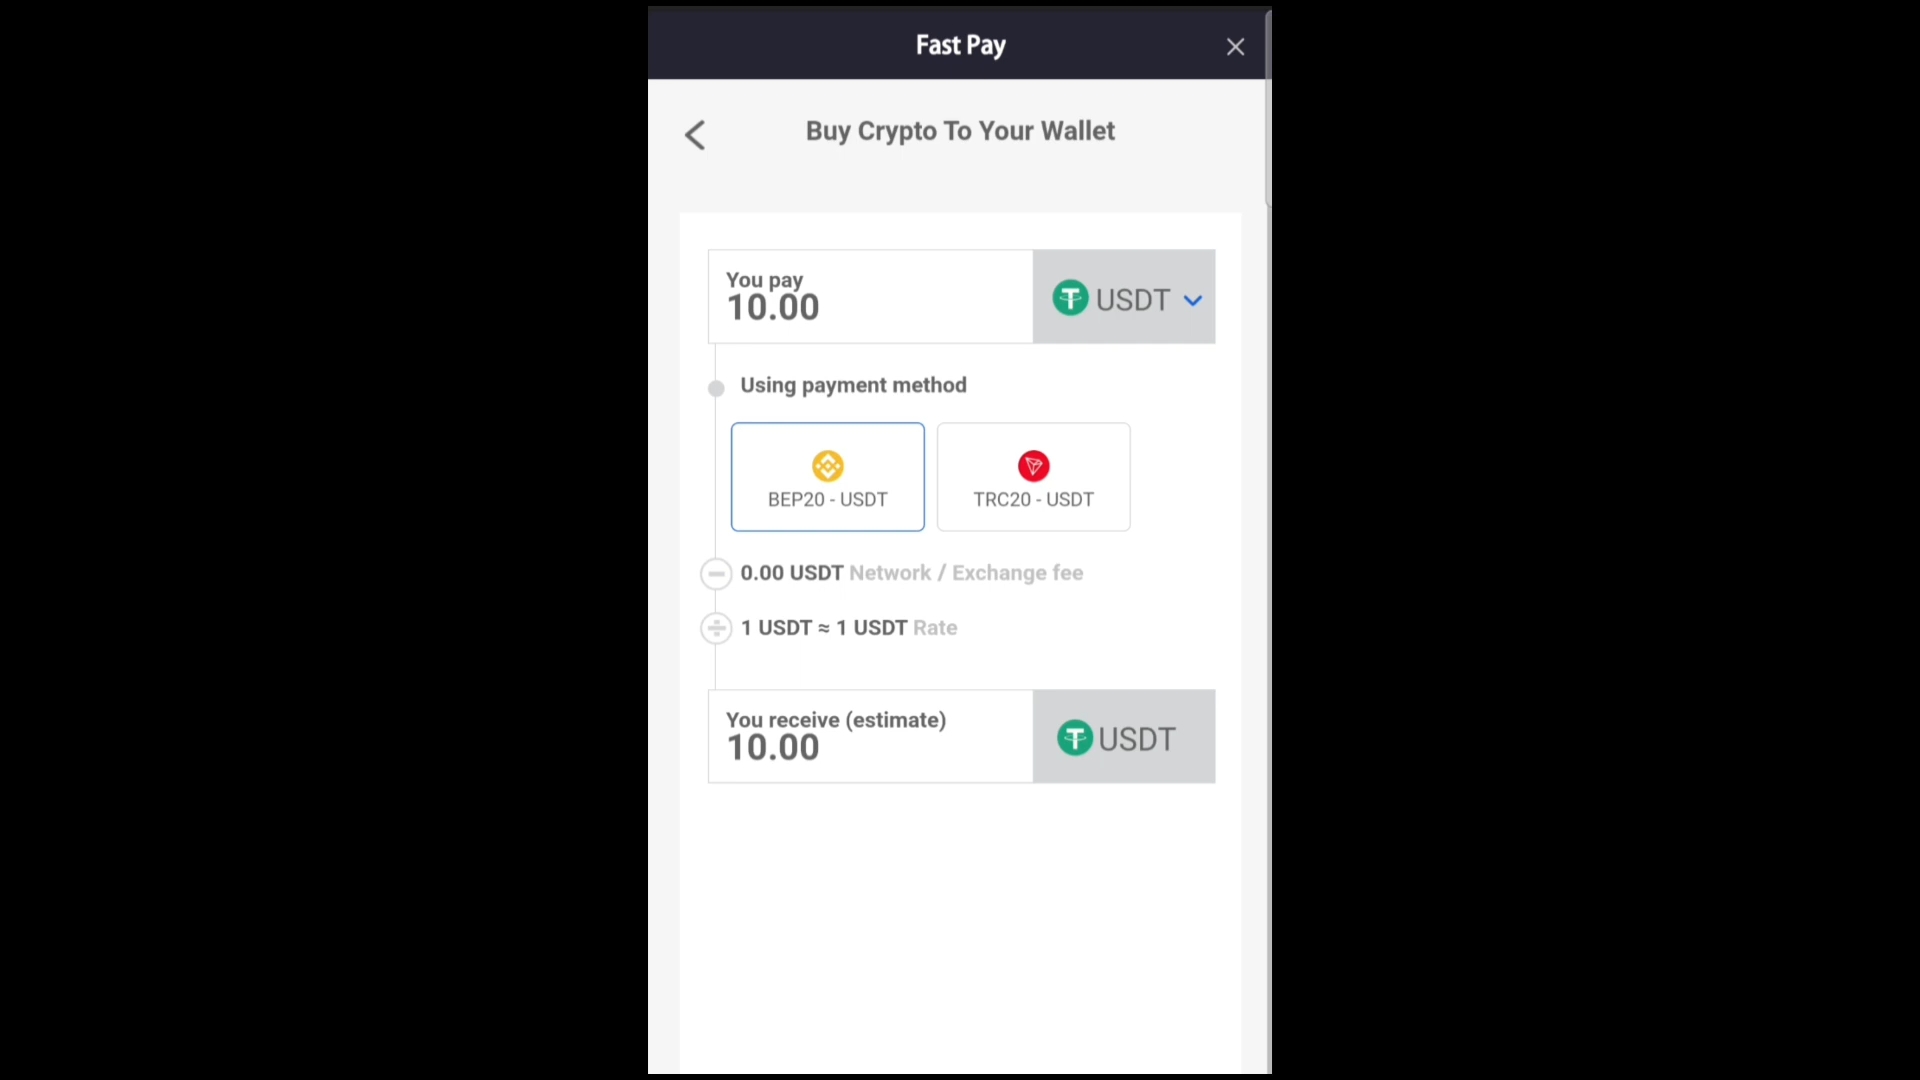 Fast Pay
Buy Crypto To Your Wallet
You pay
10.00
USDT
Using payment method
BEP20 - USDT
TRC20 - USDT
0.00 USDT Network / Exchange fee
1 USDT ≈ 1 USDT Rate
You receive (estimate)
10.00
USDT